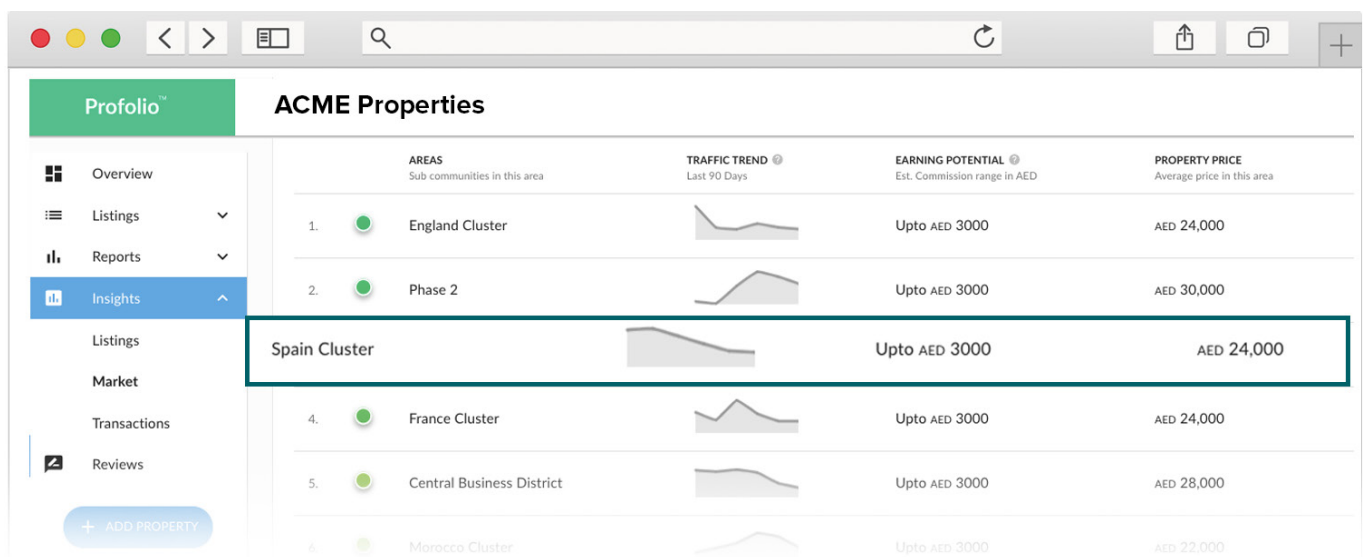 Profolio™
ACME Properties
Overview
Listings
Reports
Insights
Listings
Market
Transactions
Reviews
+ ADD PROPERTY
AREAS TRAFFIC TREND ? EARNING POTENTIAL ? PROPERTY PRICE
Sub communities in this area Last 90 Days Est. Commission range in AED Average price in this area
1. England Cluster Upto AED 3000 AED 24,000
2. Phase 2 Upto AED 3000 AED 30,000
Spain Cluster Upto AED 3000 AED 24,000
4. France Cluster Upto AED 3000 AED 24,000
5. Central Business District Upto AED 3000 AED 28,000
6. Morocco Cluster Upto AED 3000 AED 22,000